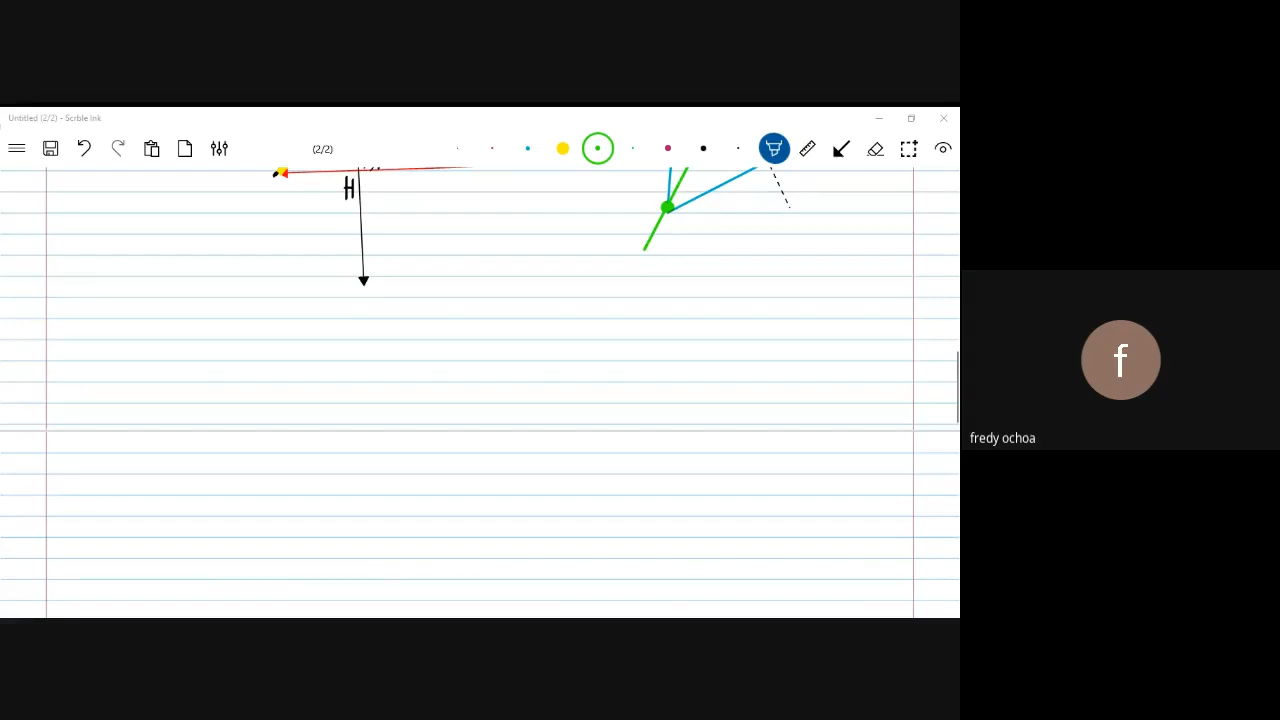 Untitled (2/2) - Scrble Ink
(2/2)
H
f
fredy ochoa